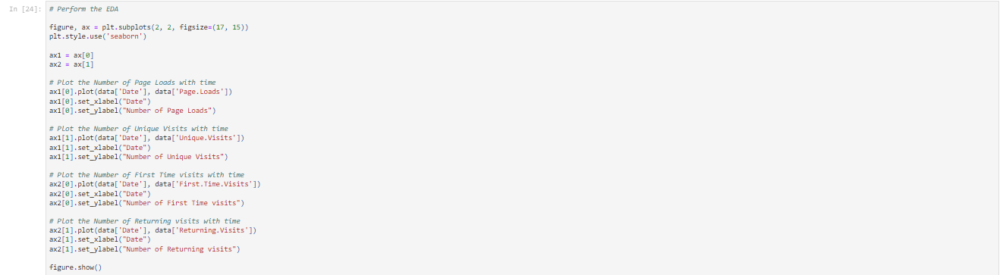 In [24]: # Perform the EDA
figure, ax = plt.subplots(2, 2, figsize=(17, 15))
plt.style.use('seaborn')
ax1 = ax[0]
ax2 = ax[1]
# Plot the Number of Page Loads with time
ax1[0].plot(data['Date'], data['Page.Loads'])
ax1[0].set_xlabel("Date")
ax1[0].set_ylabel("Number of Page Loads")
# Plot the Number of Unique Visits with time
ax1[1].plot(data['Date'], data['Unique.Visits'])
ax1[1].set_xlabel("Date")
ax1[1].set_ylabel("Number of Unique Visits")
# Plot the Number of First Time visits with time
ax2[0].plot(data['Date'], data['First.Time.Visits'])
ax2[0].set_xlabel("Date")
ax2[0].set_ylabel("Number of First Time visits")
# Plot the Number of Returning visits with time
ax2[1].plot(data['Date'], data['Returning.Visits'])
ax2[1].set_xlabel("Date")
ax2[1].set_ylabel("Number of Returning visits")
figure.show()